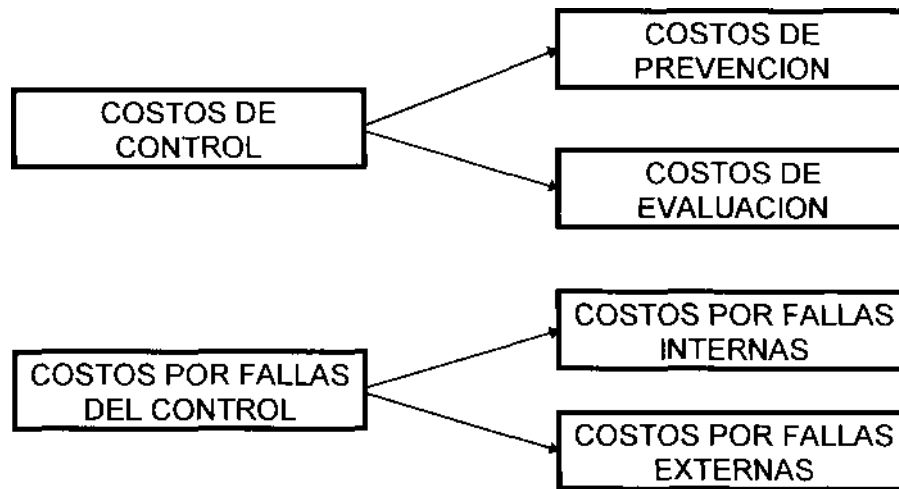 COSTOS DE
PREVENCION
COSTOS DE
CONTROL
COSTOS DE
EVALUACION
COSTOS POR FALLAS
INTERNAS
COSTOS POR FALLAS
DEL CONTROL
COSTOS POR FALLAS
EXTERNAS